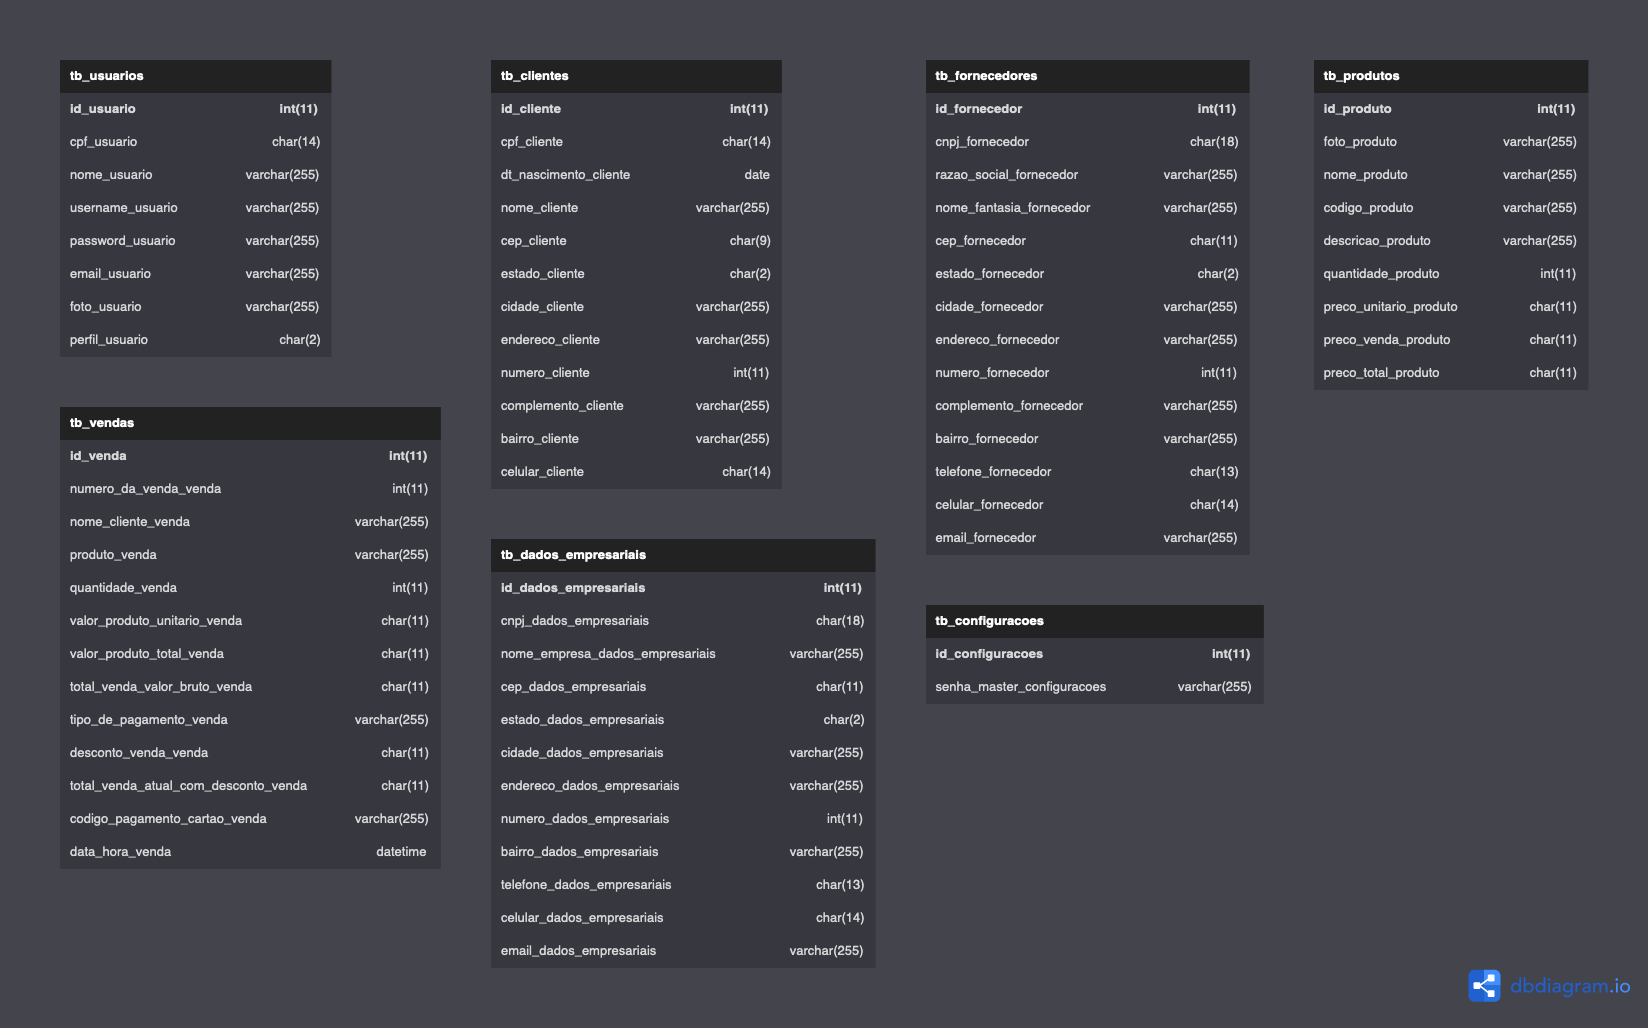 tb_usuarios
id_usuario int(11)
cpf_usuario char(14)
nome_usuario varchar(255)
username_usuario varchar(255)
password_usuario varchar(255)
email_usuario varchar(255)
foto_usuario varchar(255)
perfil_usuario char(2)
tb_vendas
id_venda int(11)
numero_da_venda_venda int(11)
nome_cliente_venda varchar(255)
produto_venda varchar(255)
quantidade_venda int(11)
valor_produto_unitario_venda char(11)
valor_produto_total_venda char(11)
total_venda_valor_bruto_venda char(11)
tipo_de_pagamento_venda varchar(255)
desconto_venda_venda char(11)
total_venda_atual_com_desconto_venda char(11)
codigo_pagamento_cartao_venda varchar(255)
data_hora_venda datetime
tb_clientes
id_cliente int(11)
cpf_cliente char(14)
dt_nascimento_cliente date
nome_cliente varchar(255)
cep_cliente char(9)
estado_cliente char(2)
cidade_cliente varchar(255)
endereco_cliente varchar(255)
numero_cliente int(11)
complemento_cliente varchar(255)
bairro_cliente varchar(255)
celular_cliente char(14)
tb_dados_empresariais
id_dados_empresariais int(11)
cnpj_dados_empresariais char(18)
nome_empresa_dados_empresariais varchar(255)
cep_dados_empresariais char(11)
estado_dados_empresariais char(2)
cidade_dados_empresariais varchar(255)
endereco_dados_empresariais varchar(255)
numero_dados_empresariais int(11)
bairro_dados_empresariais varchar(255)
telefone_dados_empresariais char(13)
celular_dados_empresariais char(14)
email_dados_empresariais varchar(255)
tb_fornecedores
id_fornecedor int(11)
cnpj_fornecedor char(18)
razao_social_fornecedor varchar(255)
nome_fantasia_fornecedor varchar(255)
cep_fornecedor char(11)
estado_fornecedor char(2)
cidade_fornecedor varchar(255)
endereco_fornecedor varchar(255)
numero_fornecedor int(11)
complemento_fornecedor varchar(255)
bairro_fornecedor varchar(255)
telefone_fornecedor char(13)
celular_fornecedor char(14)
email_fornecedor varchar(255)
tb_configuracoes
id_configuracoes int(11)
senha_master_configuracoes varchar(255)
tb_produtos
id_produto int(11)
foto_produto varchar(255)
nome_produto varchar(255)
codigo_produto varchar(255)
descricao_produto varchar(255)
quantidade_produto int(11)
preco_unitario_produto char(11)
preco_venda_produto char(11)
preco_total_produto char(11)
dbdiagram.io